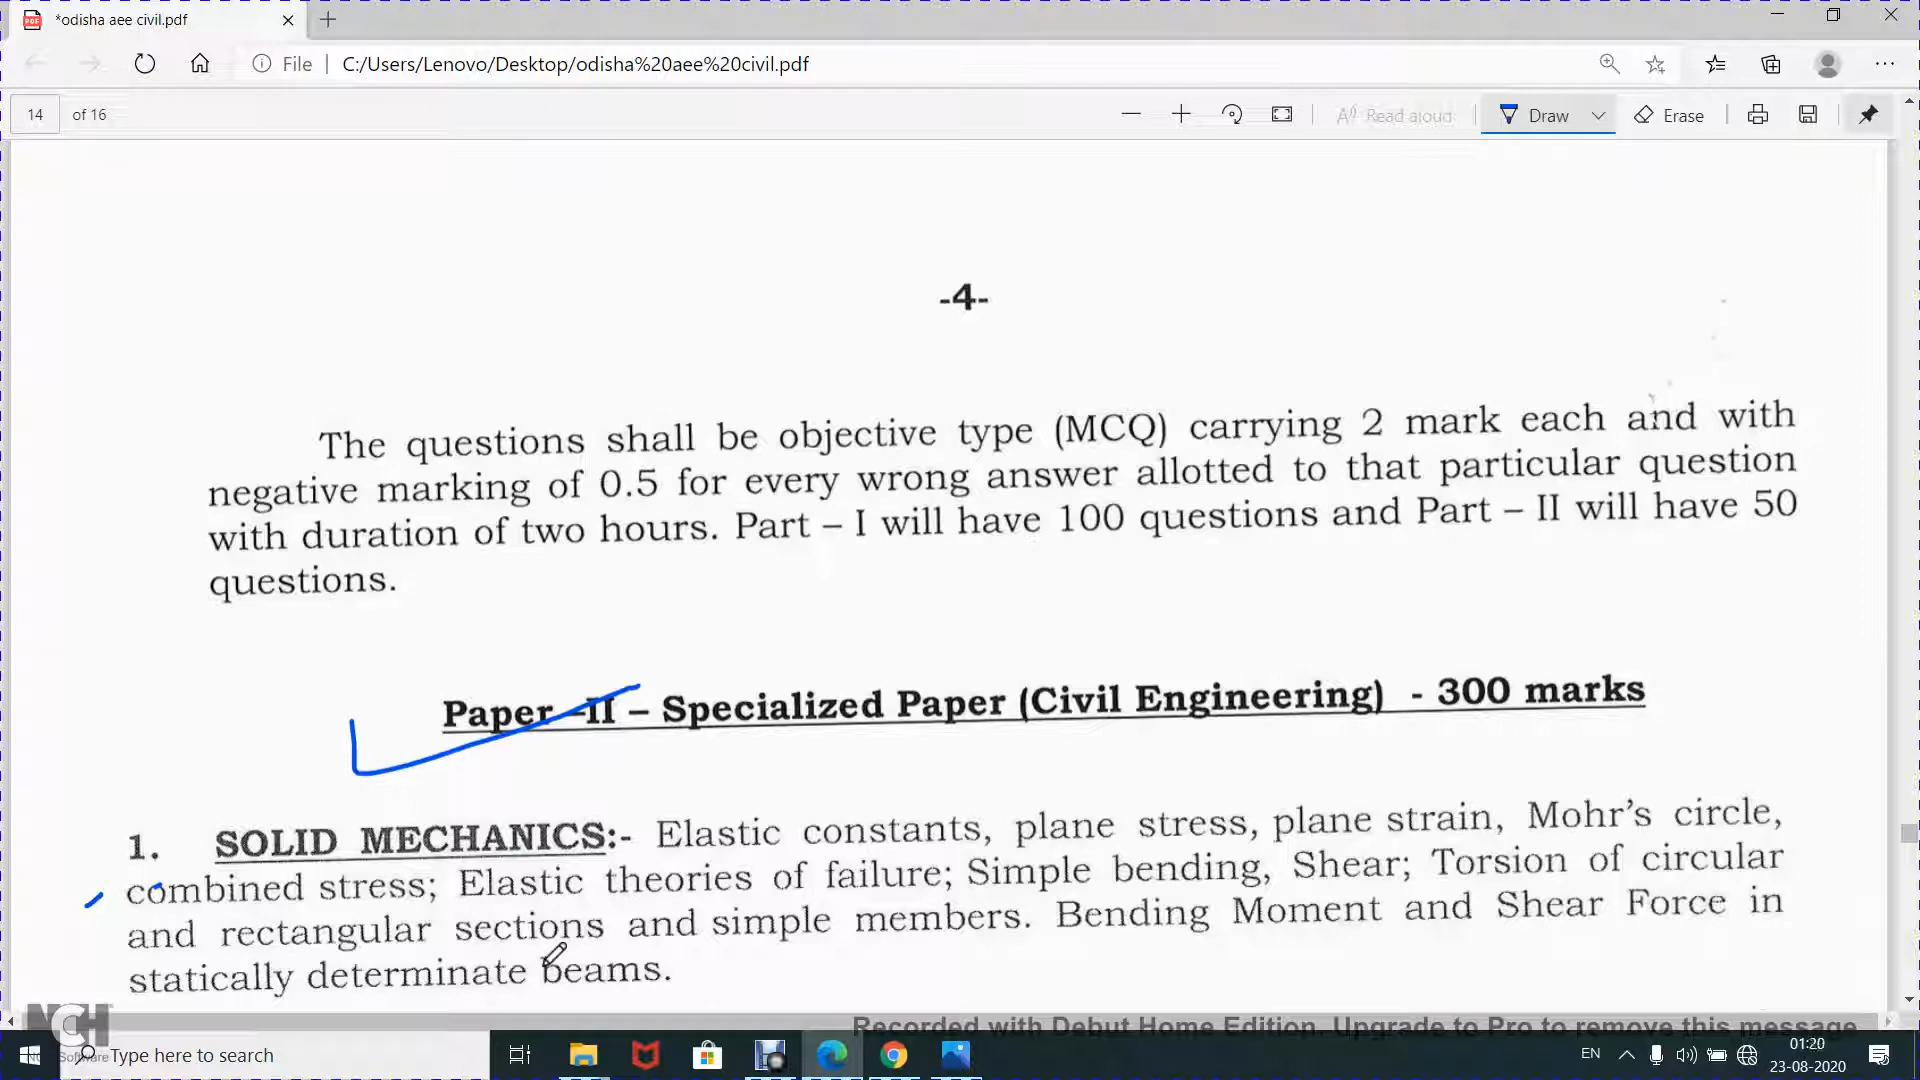 *odisha aee civil.pdf
File | C:/Users/Lenovo/Desktop/odisha%20aee%20civil.pdf
14 of 16
Read aloud Draw Erase
-4-
The questions shall be objective type (MCQ) carrying 2 mark each and with
negative marking of 0.5 for every wrong answer allotted to that particular question
with duration of two hours. Part – I will have 100 questions and Part – II will have 50
questions.
Paper –II – Specialized Paper (Civil Engineering) - 300 marks
1. SOLID MECHANICS:- Elastic constants, plane stress, plane strain, Mohr's circle,
combined stress; Elastic theories of failure; Simple bending, Shear; Torsion of circular
and rectangular sections and simple members. Bending Moment and Shear Force in
statically determinate beams.
NCH
Recorded with Debut Home Edition. Upgrade to Pro to remove this message
Software
Type here to search
EN
01:20
23-08-2020